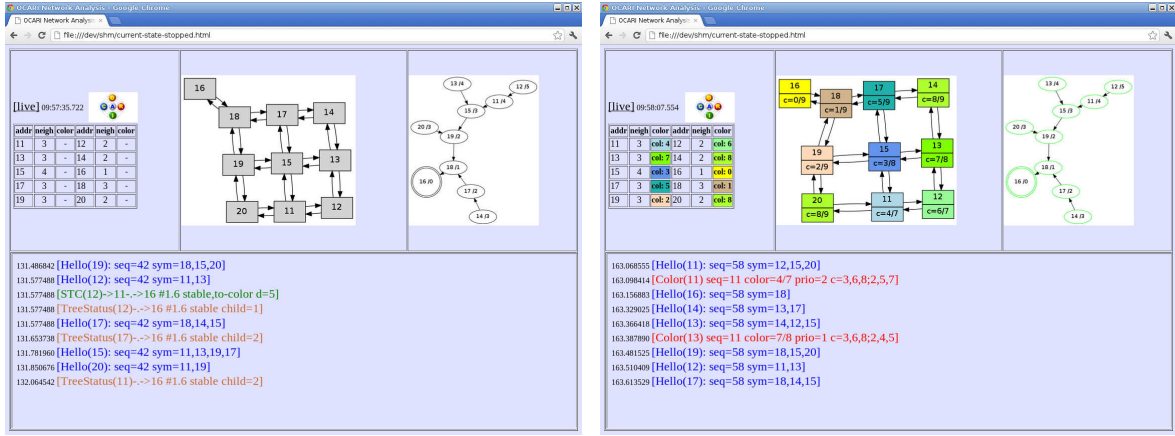 OCARI Network Analysis - Google Chrome
OCARI Network Analysis ×
file:///dev/shm/current-state-stopped.html
[live] 09:57:35.722
C A R
I
addr neigh color addr neigh color
11 3 - 12 2 -
13 3 - 14 2 -
15 4 - 16 1 -
17 3 - 18 3 -
19 3 - 20 2 -
16
18 17 14
19 15 13
20 11 12
13 /4 12 /5
11 /4
15 /3
20 /3 19 /2
18 /1
16 /0
17 /2
14 /3
131.486842 [Hello(19): seq=42 sym=18,15,20]
131.577488 [Hello(12): seq=42 sym=11,13]
131.577488 [STC(12)->11-.->16 #1.6 stable,to-color d=5]
131.577488 [TreeStatus(12)-.->16 #1.6 stable child=1]
131.577488 [Hello(17): seq=42 sym=18,14,15]
131.653738 [TreeStatus(17)-.->16 #1.6 stable child=2]
131.781960 [Hello(15): seq=42 sym=11,13,19,17]
131.850676 [Hello(20): seq=42 sym=11,19]
132.064542 [TreeStatus(11)-.->16 #1.6 stable child=2]
OCARI Network Analysis - Google Chrome
OCARI Network Analysis ×
file:///dev/shm/current-state-stopped.html
[live] 09:58:07.554
C A R
I
addr neigh color addr neigh color
11 3 col: 4 12 2 col: 6
13 3 col: 7 14 2 col: 8
15 4 col: 3 16 1 col: 0
17 3 col: 5 18 3 col: 1
19 3 col: 2 20 2 col: 8
16 18 17 14
c=0/9 c=1/9 c=5/9 c=8/9
19 15 13
c=2/9 c=3/8 c=7/8
20 11 12
c=8/9 c=4/7 c=6/7
13 /4 12 /5
11 /4
15 /3
20 /3 19 /2
18 /1
16 /0
17 /2
14 /3
163.068555 [Hello(11): seq=58 sym=12,15,20]
163.098414 [Color(11) seq=11 color=4/7 prio=2 c=3,6,8;2,5,7]
163.156883 [Hello(16): seq=58 sym=18]
163.329025 [Hello(14): seq=58 sym=13,17]
163.366418 [Hello(13): seq=58 sym=14,12,15]
163.387890 [Color(13) seq=11 color=7/8 prio=1 c=3,6,8;2,4,5]
163.481525 [Hello(19): seq=58 sym=18,15,20]
163.510409 [Hello(12): seq=58 sym=11,13]
163.613529 [Hello(17): seq=58 sym=18,14,15]